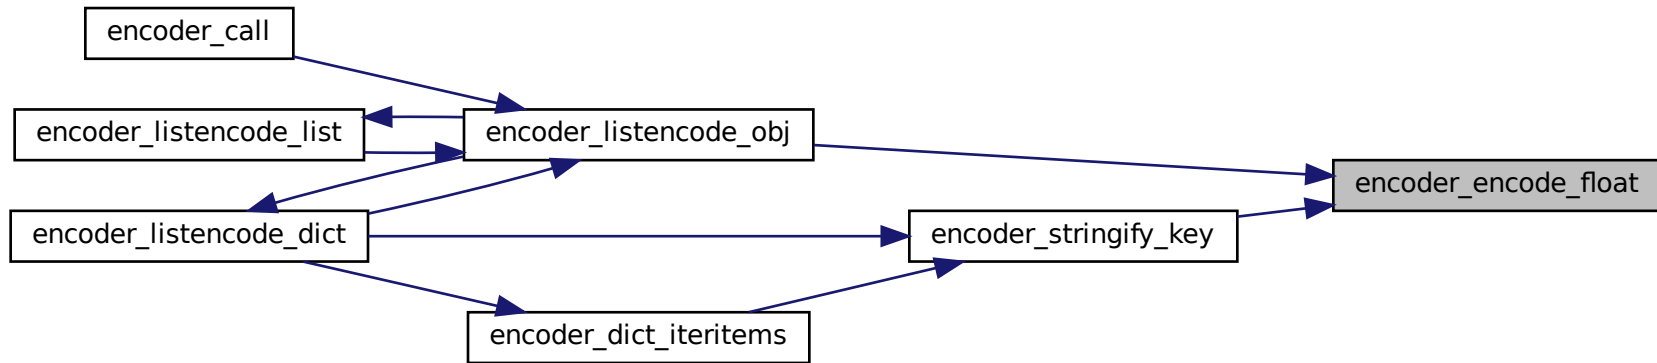 encoder_call
encoder_listencode_list
encoder_listencode_obj
encoder_encode_float
encoder_listencode_dict
encoder_stringify_key
encoder_dict_iteritems